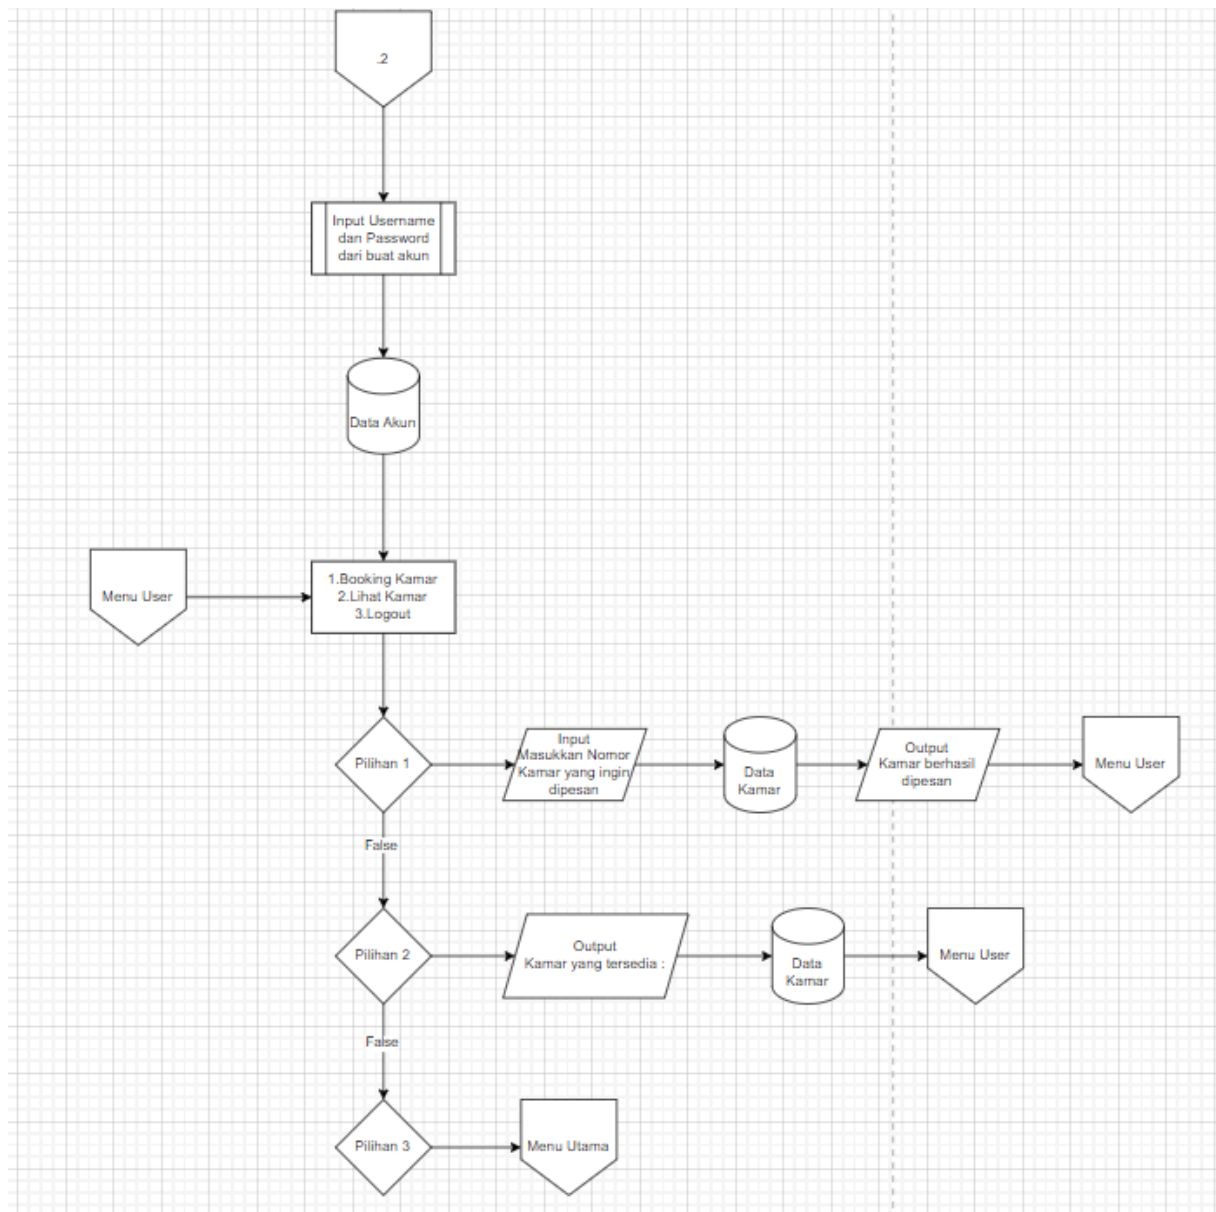 .2
Input Username
dan Password
dari buat akun
Data Akun
Menu User
1.Booking Kamar
2.Lihat Kamar
3.Logout
Pilihan 1
Input
Masukkan Nomor
Kamar yang ingin
dipesan
Data
Kamar
Output
Kamar berhasil
dipesan
Menu User
False
Pilihan 2
Output
Kamar yang tersedia :
Data
Kamar
Menu User
False
Pilihan 3
Menu Utama